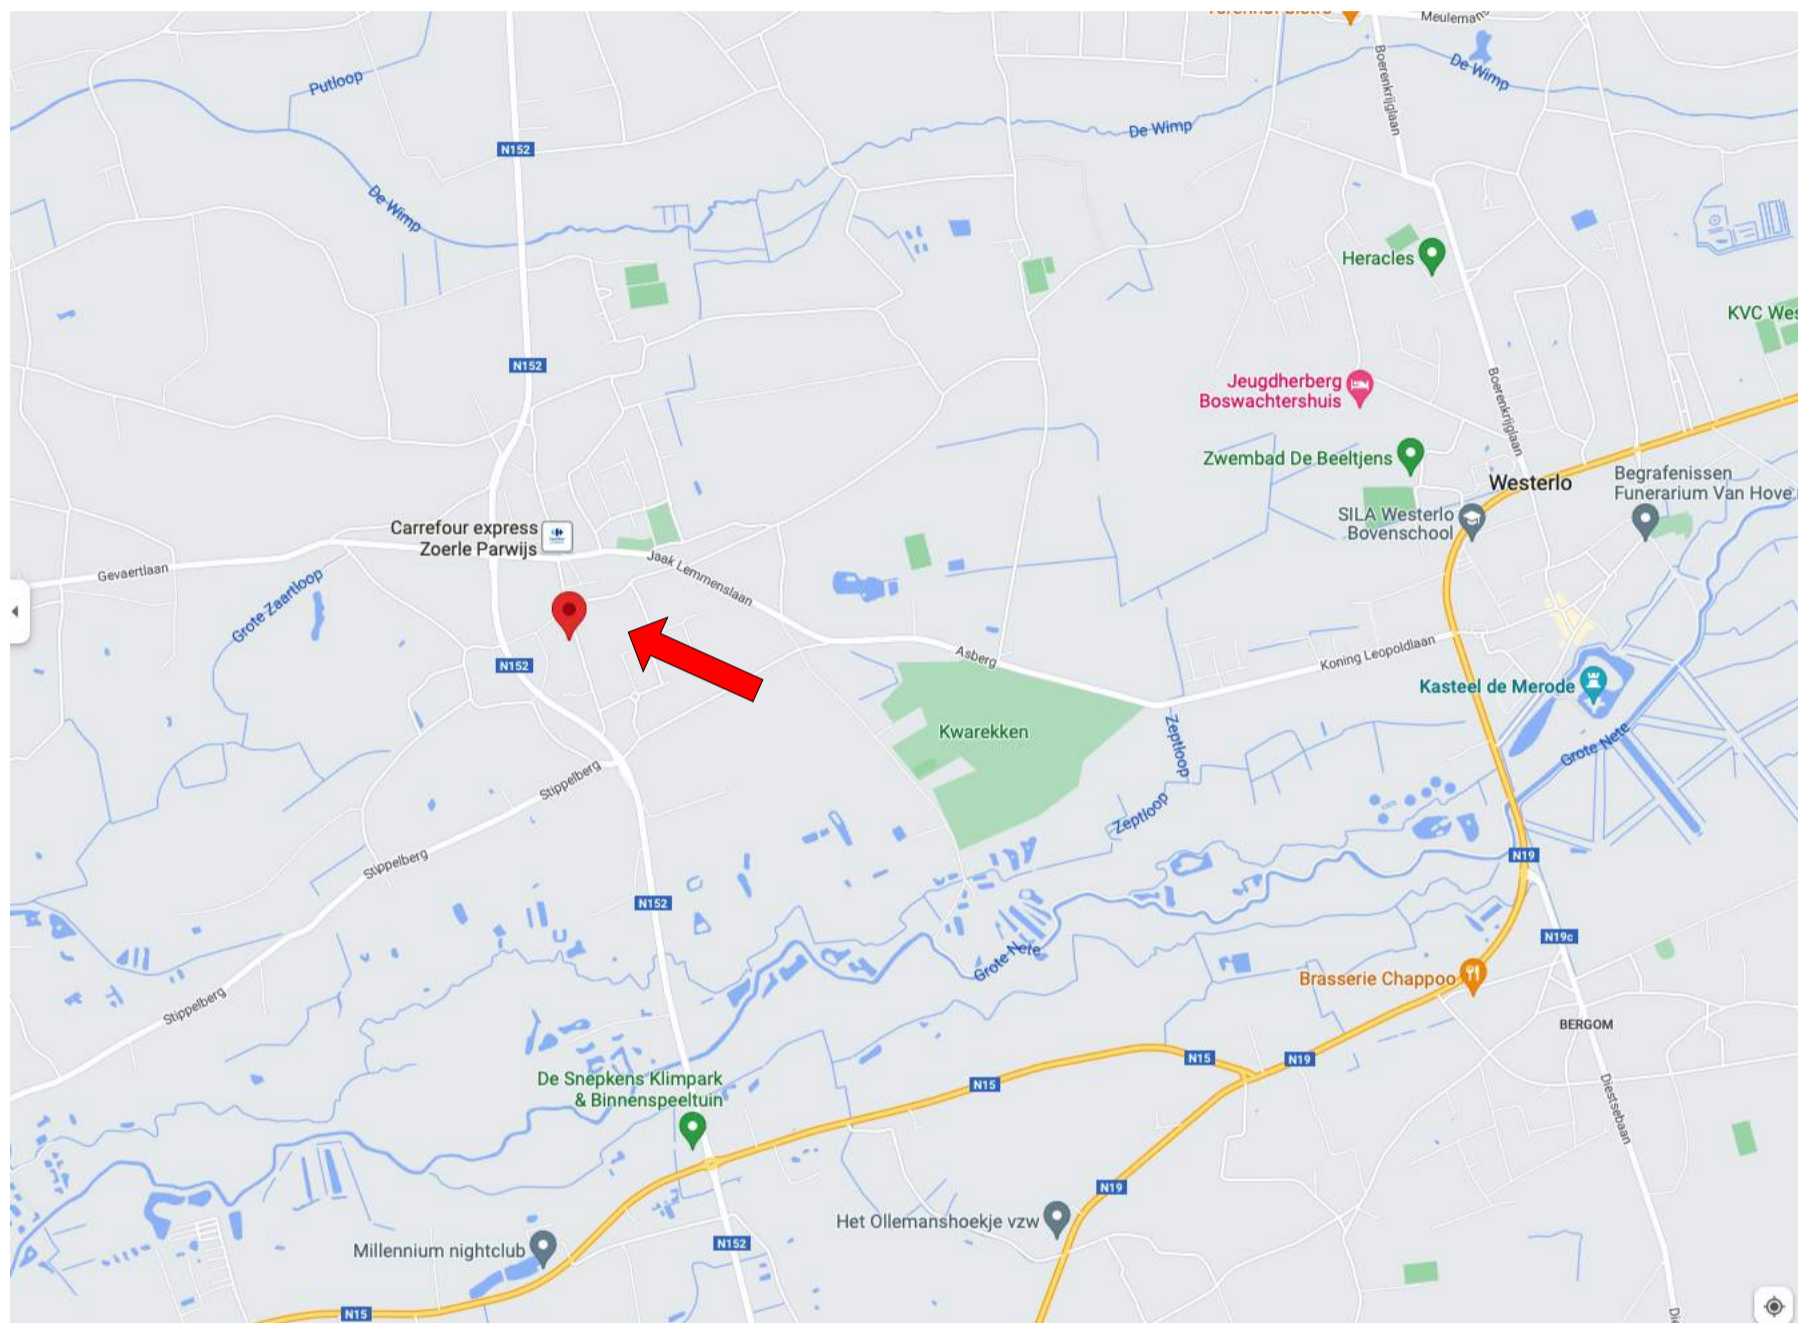 Meulemans
De Wimp
Putloop
Boerenkrijglaan
De Wimp
N152
De Wimp
Heracles
KVC Wes
N152
Jeugdherberg
Boswachtershuis
Boerenkrijglaan
Zwembad De Beeltjens
Westerlo
Begrafenissen
Funerarium Van Hove
SILA Westerlo
Bovenschool
Carrefour express
Zoerle Parwijs
Gevaertlaan
Jaak Lemmenslaan
Grote Zaartloop
N152
Asberg
Koning Leopoldlaan
Kasteel de Merode
Kwarekken
Zeptloop
Grote Nete
Stippelberg
Zeptloop
Stippelberg
N19
N152
N19c
Grote Nete
Brasserie Chappoo
Stippelberg
BERGOM
N15
N19
De Snepkens Klimpark
& Binnenspeeltuin
N15
Diestsebaan
N19
Het Ollemanshoekje vzw
N152
Millennium nightclub
N15
Die